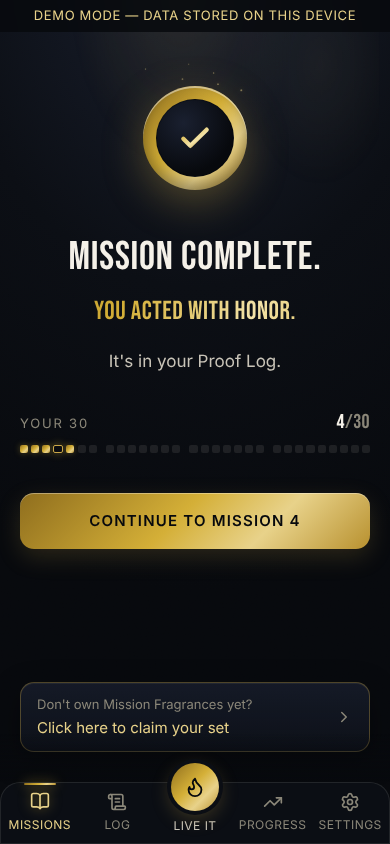 DEMO MODE — DATA STORED ON THIS DEVICE
MISSION COMPLETE.
YOU ACTED WITH HONOR.
It's in your Proof Log.
YOUR 30 4/30
CONTINUE TO MISSION 4
Don't own Mission Fragrances yet?
Click here to claim your set
MISSIONS LOG LIVE IT PROGRESS SETTINGS